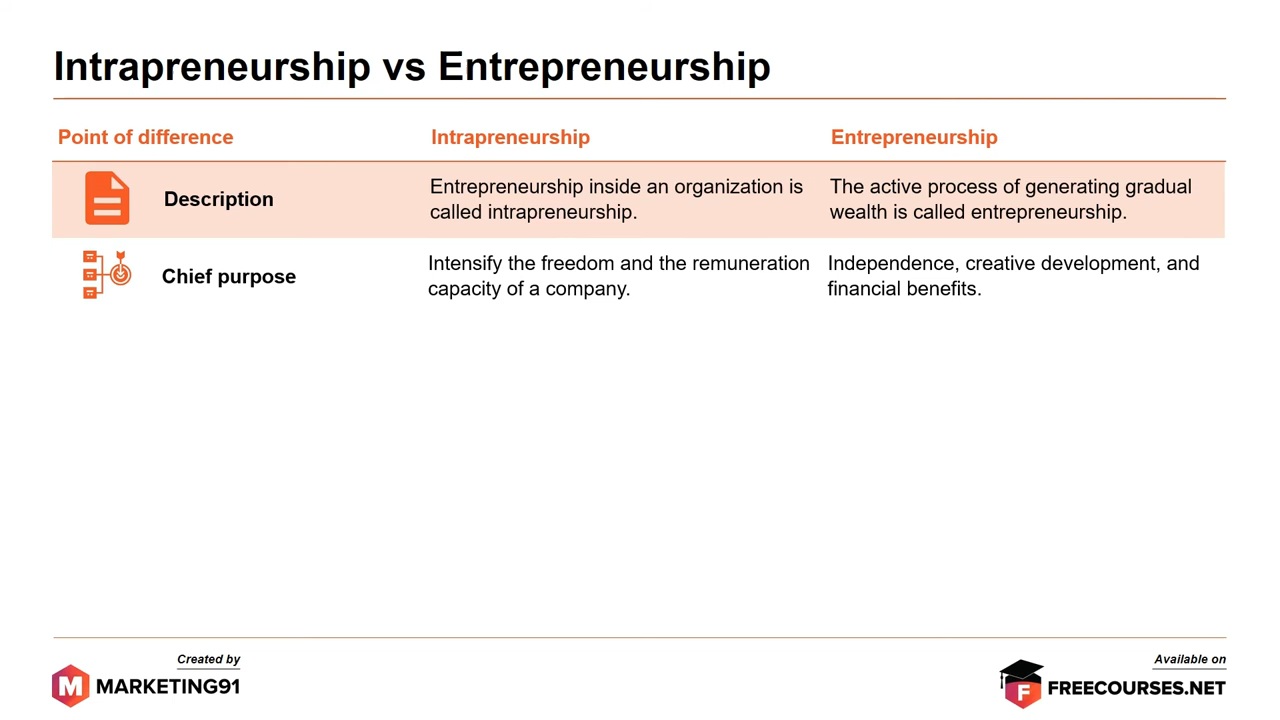 Intrapreneurship vs Entrepreneurship
Point of difference
Intrapreneurship
Entrepreneurship
Description
Entrepreneurship inside an organization is
called intrapreneurship.
The active process of generating gradual
wealth is called entrepreneurship.
Chief purpose
Intensify the freedom and the remuneration
capacity of a company.
Independence, creative development, and
financial benefits.
Created by
M MARKETING91
Available on
F FREECOURSES.NET